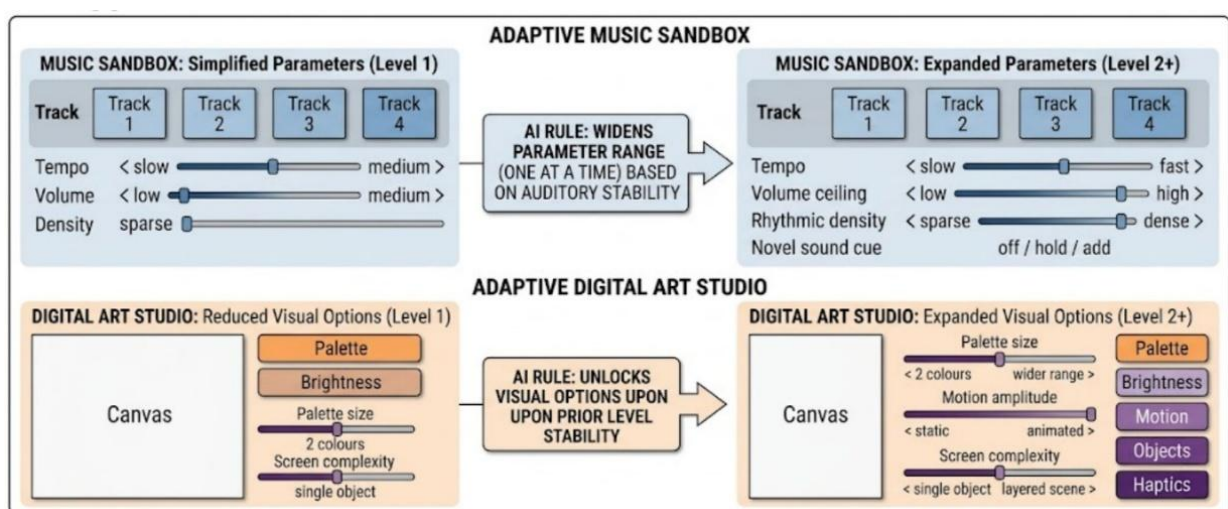 ADAPTIVE MUSIC SANDBOX
MUSIC SANDBOX: Simplified Parameters (Level 1)
Track
Track 1
Track 2
Track 3
Track 4
Tempo < slow medium >
Volume < low medium >
Density sparse
AI RULE: WIDENS
PARAMETER RANGE
(ONE AT A TIME) BASED
ON AUDITORY STABILITY
MUSIC SANDBOX: Expanded Parameters (Level 2+)
Track
Track 1
Track 2
Track 3
Track 4
Tempo < slow fast >
Volume ceiling < low high >
Rhythmic density < sparse dense >
Novel sound cue off / hold / add
ADAPTIVE DIGITAL ART STUDIO
DIGITAL ART STUDIO: Reduced Visual Options (Level 1)
Canvas
Palette
Brightness
Palette size
2 colours
Screen complexity
single object
AI RULE: UNLOCKS
VISUAL OPTIONS UPON
UPON PRIOR LEVEL
STABILITY
DIGITAL ART STUDIO: Expanded Visual Options (Level 2+)
Canvas
Palette size
< 2 colours wider range >
Motion amplitude
< static animated >
Screen complexity
< single object layered scene >
Palette
Brightness
Motion
Objects
Haptics